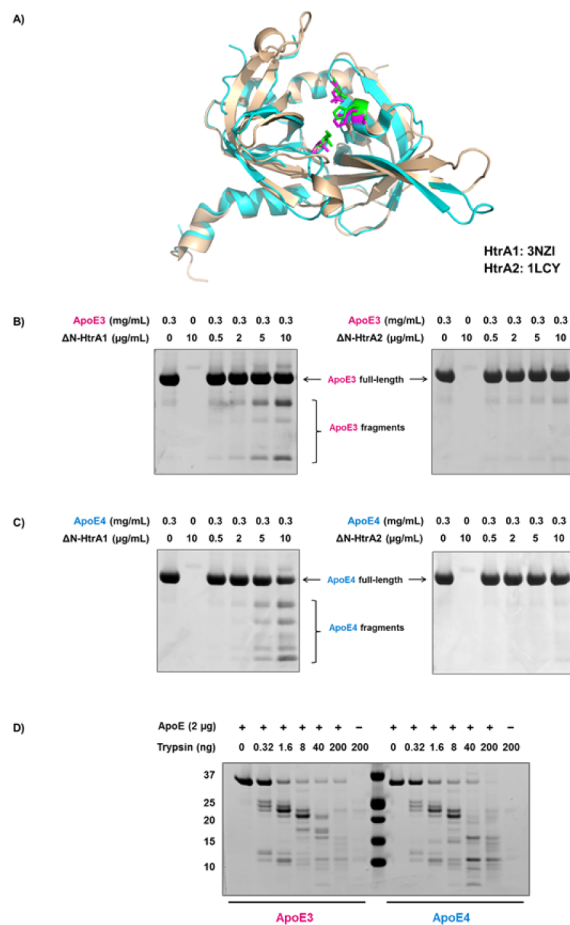 A)
HtrA1: 3NZI
HtrA2: 1LCY
B)
ApoE3 (mg/mL) 0.3 0 0.3 0.3 0.3 0.3
ΔN-HtrA1 (µg/mL) 0 10 0.5 2 5 10
ApoE3 (mg/mL) 0.3 0 0.3 0.3 0.3 0.3
ΔN-HtrA2 (µg/mL) 0 10 0.5 2 5 10
ApoE3 full-length
ApoE3 fragments
C)
ApoE4 (mg/mL) 0.3 0 0.3 0.3 0.3 0.3
ΔN-HtrA1 (µg/mL) 0 10 0.5 2 5 10
ApoE4 (mg/mL) 0.3 0 0.3 0.3 0.3 0.3
ΔN-HtrA2 (µg/mL) 0 10 0.5 2 5 10
ApoE4 full-length
ApoE4 fragments
D)
ApoE (2 µg) + + + + + + – + + + + + + –
Trypsin (ng) 0 0.32 1.6 8 40 200 200 0 0.32 1.6 8 40 200 200
37
25
20
15
10
ApoE3 ApoE4